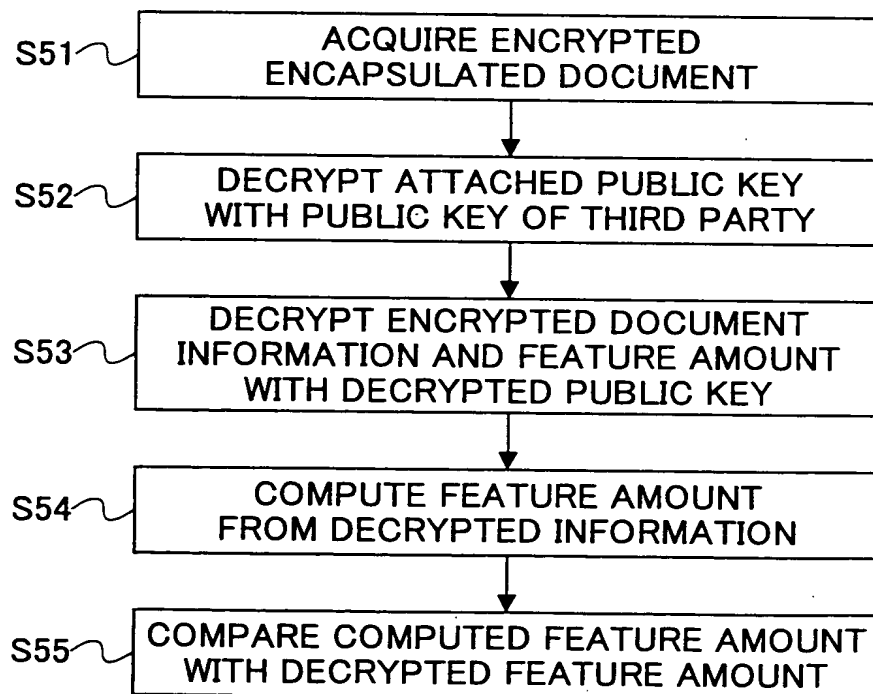 S51
ACQUIRE ENCRYPTED
ENCAPSULATED DOCUMENT
S52
DECRYPT ATTACHED PUBLIC KEY
WITH PUBLIC KEY OF THIRD PARTY
S53
DECRYPT ENCRYPTED DOCUMENT
INFORMATION AND FEATURE AMOUNT
WITH DECRYPTED PUBLIC KEY
S54
COMPUTE FEATURE AMOUNT
FROM DECRYPTED INFORMATION
S55
COMPARE COMPUTED FEATURE AMOUNT
WITH DECRYPTED FEATURE AMOUNT